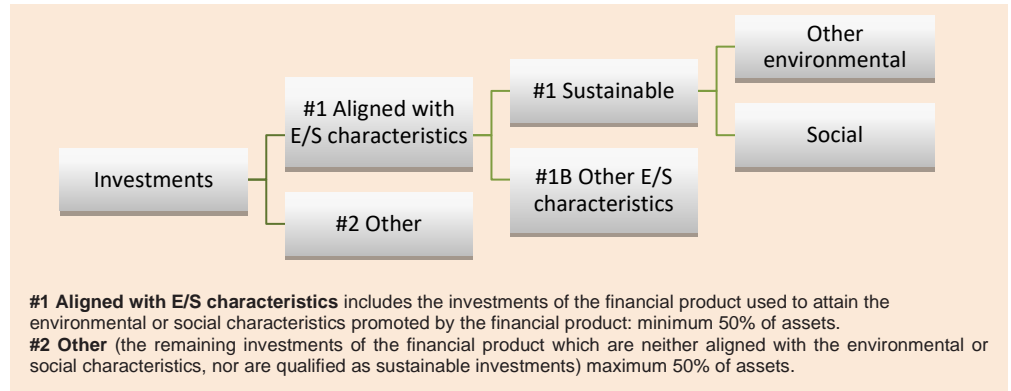 Other
environmental
#1 Sustainable
#1 Aligned with
E/S characteristics
Social
Investments
#1B Other E/S
characteristics
#2 Other
#1 Aligned with E/S characteristics includes the investments of the financial product used to attain the
environmental or social characteristics promoted by the financial product: minimum 50% of assets.
#2 Other (the remaining investments of the financial product which are neither aligned with the environmental or
social characteristics, nor are qualified as sustainable investments) maximum 50% of assets.